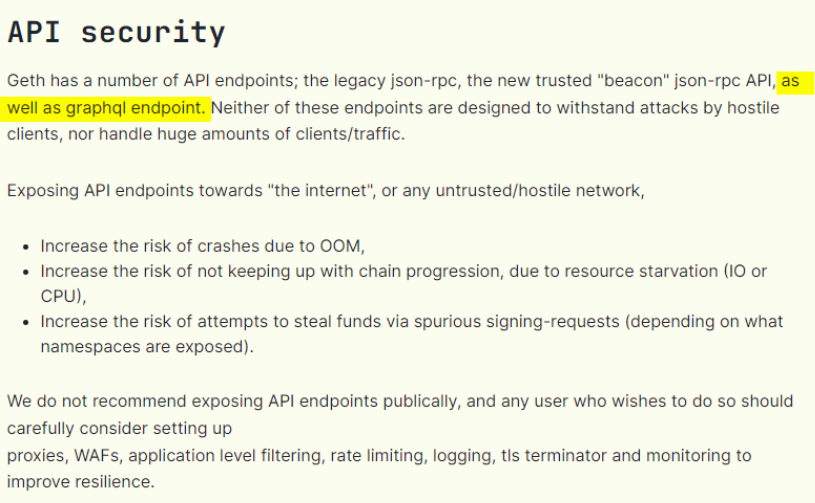 API security
Geth has a number of API endpoints; the legacy json-rpc, the new trusted "beacon" json-rpc API, as
well as graphql endpoint. Neither of these endpoints are designed to withstand attacks by hostile
clients, nor handle huge amounts of clients/traffic.
Exposing API endpoints towards "the internet", or any untrusted/hostile network,
• Increase the risk of crashes due to OOM,
• Increase the risk of not keeping up with chain progression, due to resource starvation (IO or
CPU),
• Increase the risk of attempts to steal funds via spurious signing-requests (depending on what
namespaces are exposed).
We do not recommend exposing API endpoints publically, and any user who wishes to do so should
carefully consider setting up
proxies, WAFs, application level filtering, rate limiting, logging, tls terminator and monitoring to
improve resilience.